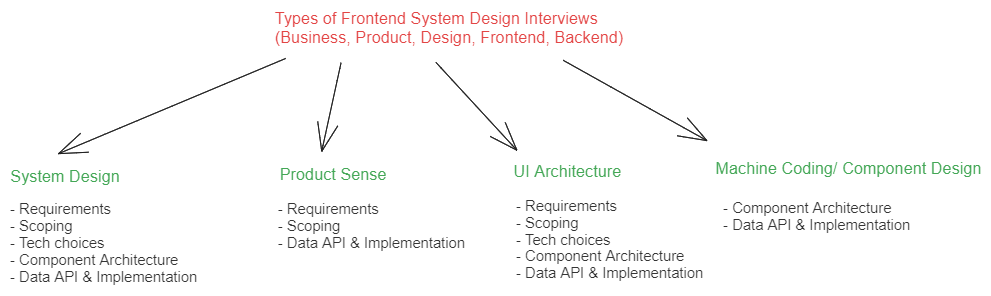 Types of Frontend System Design Interviews
(Business, Product, Design, Frontend, Backend)
System Design
- Requirements
- Scoping
- Tech choices
- Component Architecture
- Data API & Implementation
Product Sense
- Requirements
- Scoping
- Data API & Implementation
UI Architecture
- Requirements
- Scoping
- Tech choices
- Component Architecture
- Data API & Implementation
Machine Coding/ Component Design
- Component Architecture
- Data API & Implementation